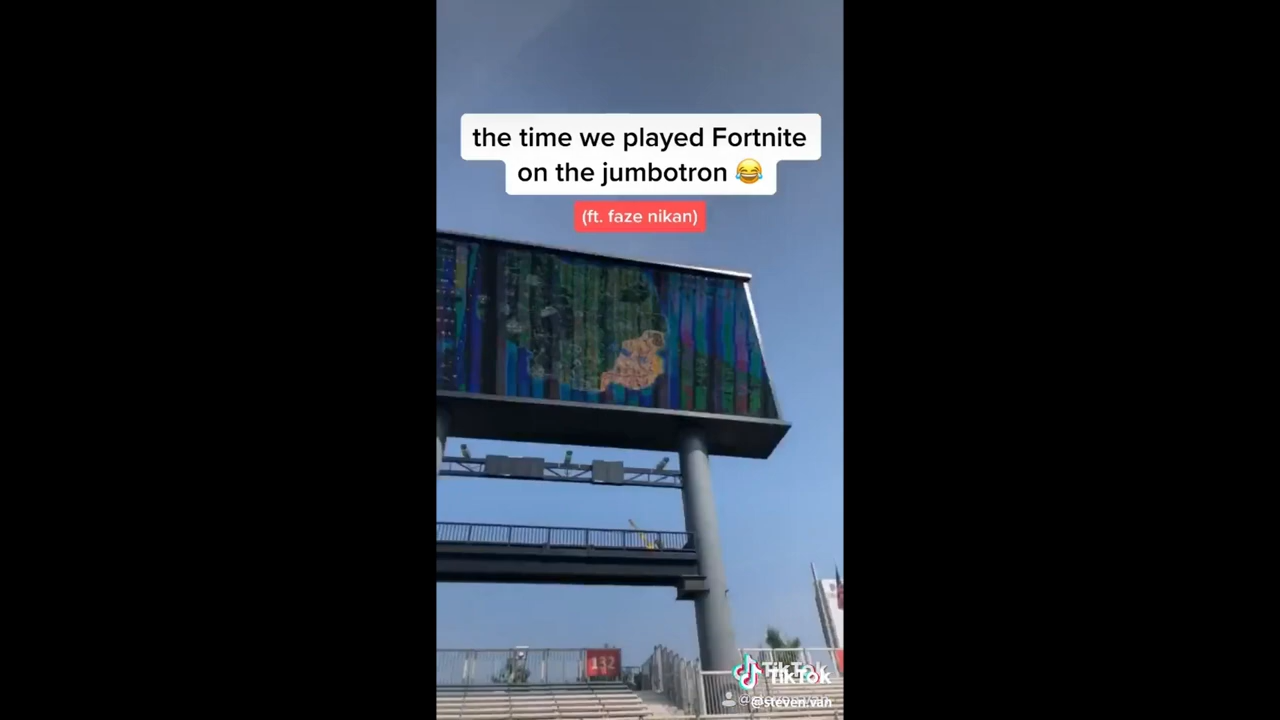 the time we played Fortnite
on the jumbotron 😂
(ft. faze nikan)
132
TikTok
@steven.van